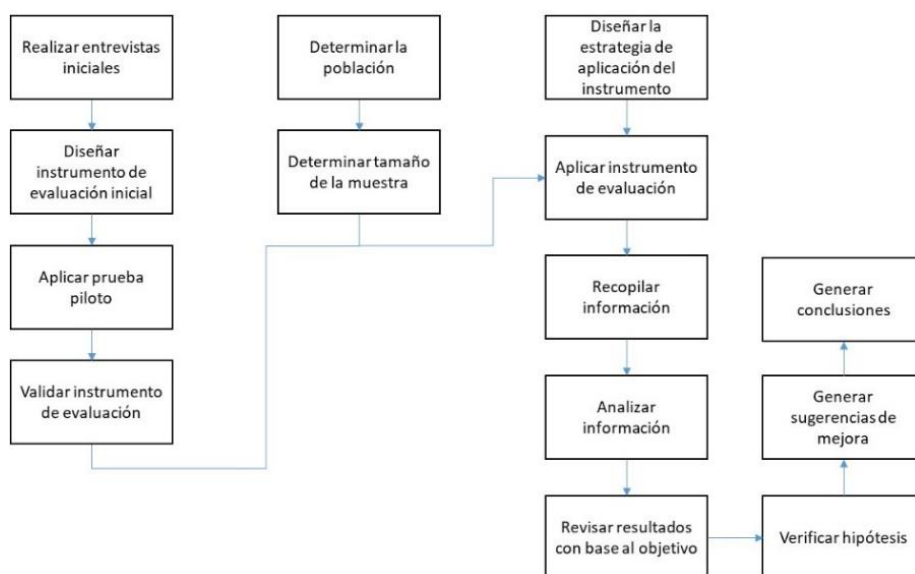 Realizar entrevistas
iniciales
Diseñar
instrumento de
evaluación inicial
Aplicar prueba
piloto
Validar instrumento
de evaluación
Determinar la
población
Determinar tamaño
de la muestra
Diseñar la
estrategia de
aplicación del
instrumento
Aplicar instrumento
de evaluación
Recopilar
información
Analizar
información
Revisar resultados
con base al objetivo
Verificar hipótesis
Generar
sugerencias de
mejora
Generar
conclusiones